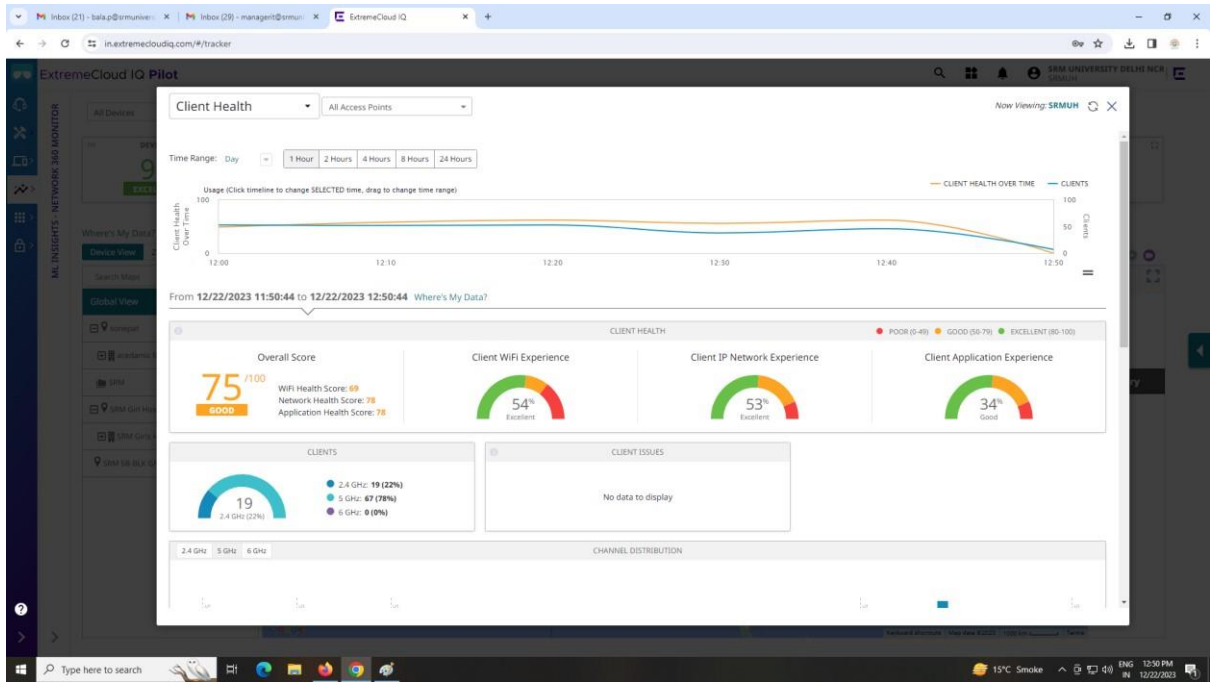 Inbox (21) - bala.p@srmuniver
Inbox (29) - managerit@srmun
ExtremeCloud IQ
in.extremecloudiq.com/#/tracker
ExtremeCloud IQ Pilot
SRM UNIVERSITY DELHI NCR
SRMUH
ML INSIGHTS - NETWORK 360 MONITOR
All Devices
Client Health
All Access Points
Now Viewing: SRMUH
9
Time Range: Day
1 Hour 2 Hours 4 Hours 8 Hours 24 Hours
Usage (Click timeline to change SELECTED time, drag to change time range)
CLIENT HEALTH OVER TIME
CLIENTS
Client Health Over Time
100
0
100
50
0
Clients
12:00 12:10 12:20 12:30 12:40 12:50
Where's My Data?
Device View
Search Maps
Global View
From 12/22/2023 11:50:44 to 12/22/2023 12:50:44 Where's My Data?
CLIENT HEALTH
POOR (0-49) GOOD (50-79) EXCELLENT (80-100)
Overall Score
75 /100
GOOD
WiFi Health Score: 69
Network Health Score: 78
Application Health Score: 78
Client WiFi Experience
54%
Excellent
Client IP Network Experience
53%
Excellent
Client Application Experience
34%
Good
SRM
CLIENTS
19
2.4 GHz (22%)
2.4 GHz: 19 (22%)
5 GHz: 67 (78%)
6 GHz: 0 (0%)
CLIENT ISSUES
No data to display
2.4 GHz 5 GHz 6 GHz
CHANNEL DISTRIBUTION
Type here to search
15°C Smoke
ENG
IN
12:50 PM
12/22/2023